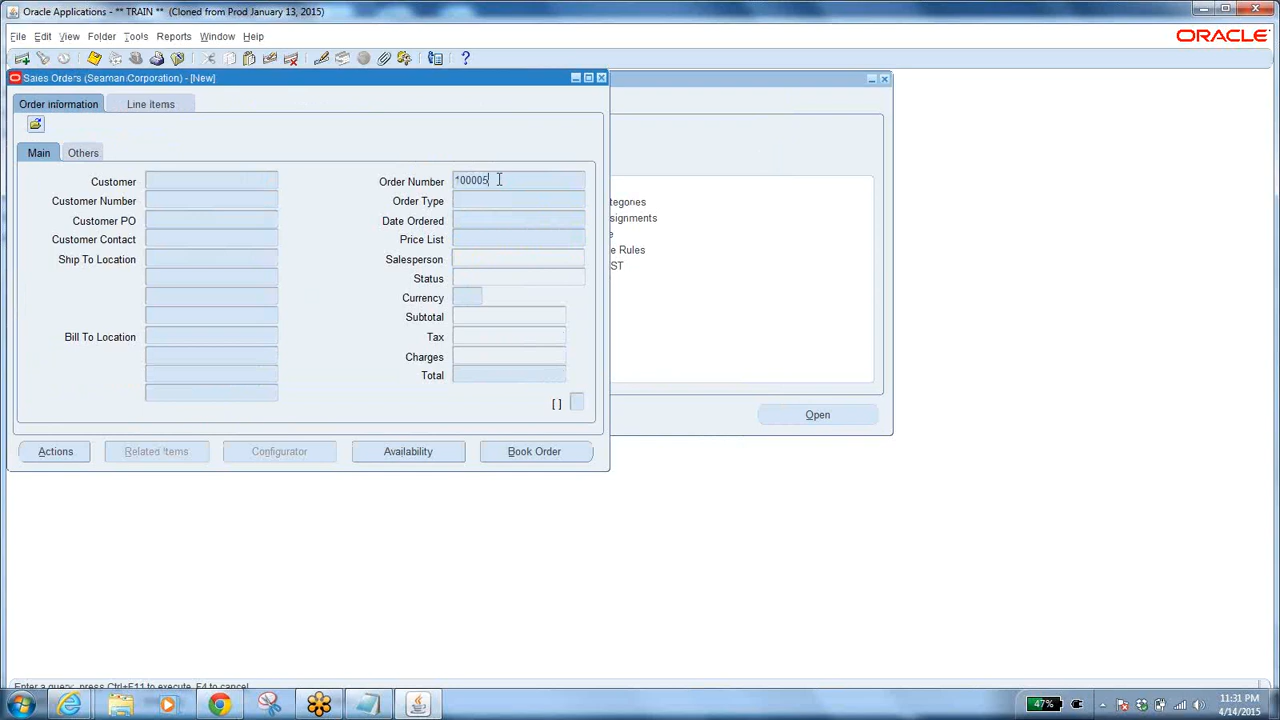 Oracle Applications - ** TRAIN ** (Cloned from Prod January 13, 2015)
File Edit View Folder Tools Reports Window Help
ORACLE
Sales Orders (Seaman Corporation) - [New]
Order Information Line Items
Main Others
Customer
Order Number *00005
Customer Number
Order Type
Customer PO
Date Ordered
Customer Contact
Price List
Ship To Location
Salesperson
Status
Currency
Subtotal
Bill To Location
Tax
Charges
Total
[ ]
Actions Related Items Configurator Availability Book Order
tegories
signments
e
e Rules
ST
Open
Enter a query, press Ctrl+F11 to execute, F4 to cancel.
47%
11:31 PM
4/14/2015